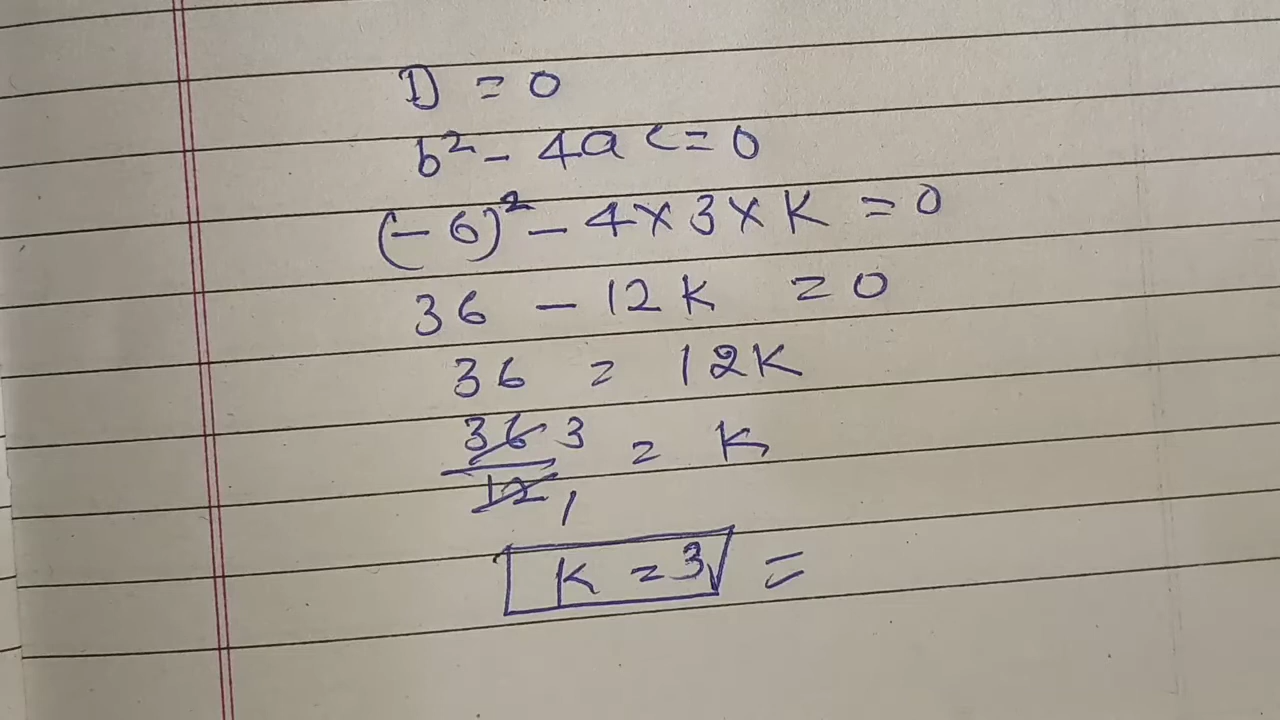 D = 0
b² - 4ac = 0
(-6)² - 4 × 3 × K = 0
36 - 12K = 0
36 = 12K
36 3 / 12 1 = K
K = 3 =